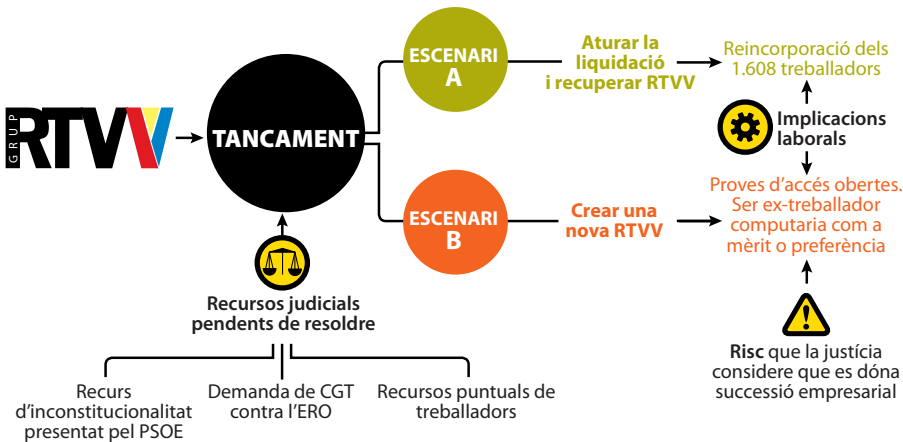 GRUP
RTVV
TANCAMENT
ESCENARI
A
Aturar la
liquidació
i recuperar RTVV
Reincorporació dels
1.608 treballadors
Implicacions
laborals
ESCENARI
B
Crear una
nova RTVV
Proves d'accés obertes.
Ser ex-treballador
computaria com a
mèrit o preferència
Recursos judicials
pendents de resoldre
Recurs
d'inconstitucionalitat
presentat pel PSOE
Demanda de CGT
contra l'ERO
Recursos puntuals de
treballadors
Risc que la justícia
considere que es dóna
successió empresarial